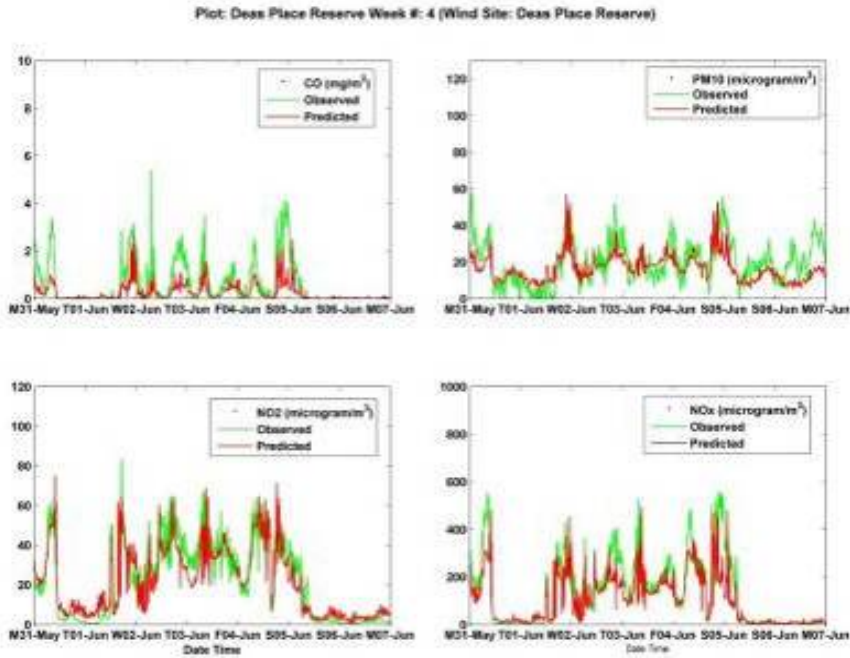 Plot: Deas Place Reserve Week #: 4 (Wind Site: Deas Place Reserve)
10
8
6
4
2
0
CO (mg/m³)
Observed
Predicted
M31-May T01-Jun W02-Jun T03-Jun F04-Jun S05-Jun S06-Jun M07-Jun
120
100
80
60
40
20
0
PM10 (microgram/m³)
Observed
Predicted
M31-May T01-Jun W02-Jun T03-Jun F04-Jun S05-Jun S06-Jun M07-Jun
120
100
80
60
40
20
0
NO2 (microgram/m³)
Observed
Predicted
M31-May T01-Jun W02-Jun T03-Jun F04-Jun S05-Jun S06-Jun M07-Jun
Date Time
1000
800
600
400
200
0
NOx (microgram/m³)
Observed
Predicted
M31-May T01-Jun W02-Jun T03-Jun F04-Jun S05-Jun S06-Jun M07-Jun
Date Time